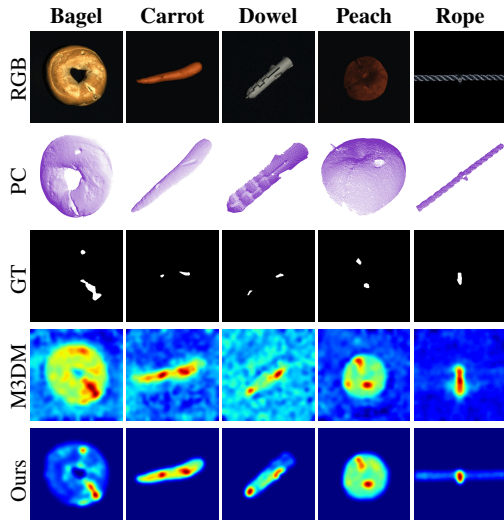 Bagel Carrot Dowel Peach Rope
RGB
PC
GT
M3DM
Ours